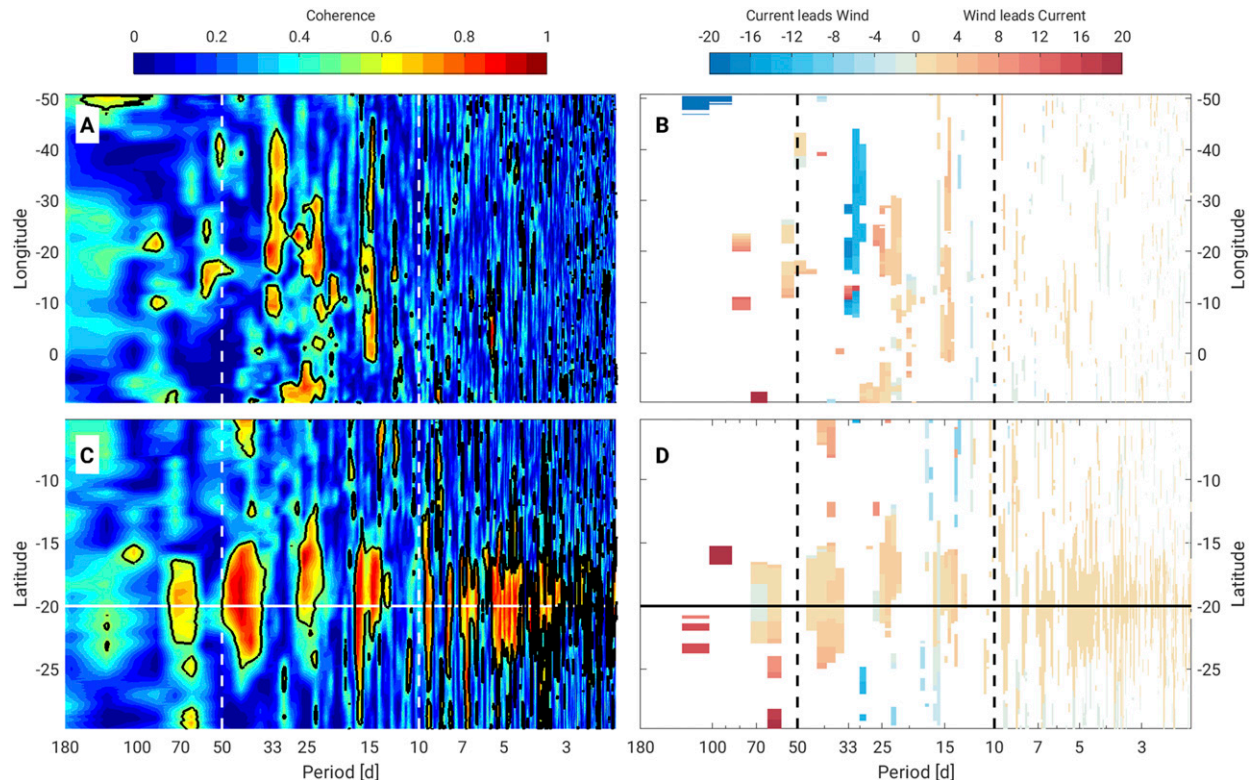 Coherence
0 0.2 0.4 0.6 0.8 1
Current leads Wind Wind leads Current
-20 -16 -12 -8 -4 0 4 8 12 16 20
A
Longitude
-50
-40
-30
-20
-10
0
B
Longitude
-50
-40
-30
-20
-10
0
C
Latitude
-10
-15
-20
-25
180 100 70 50 33 25 15 10 7 5 3
Period [d]
D
Latitude
-10
-15
-20
-25
180 100 70 50 33 25 15 10 7 5 3
Period [d]